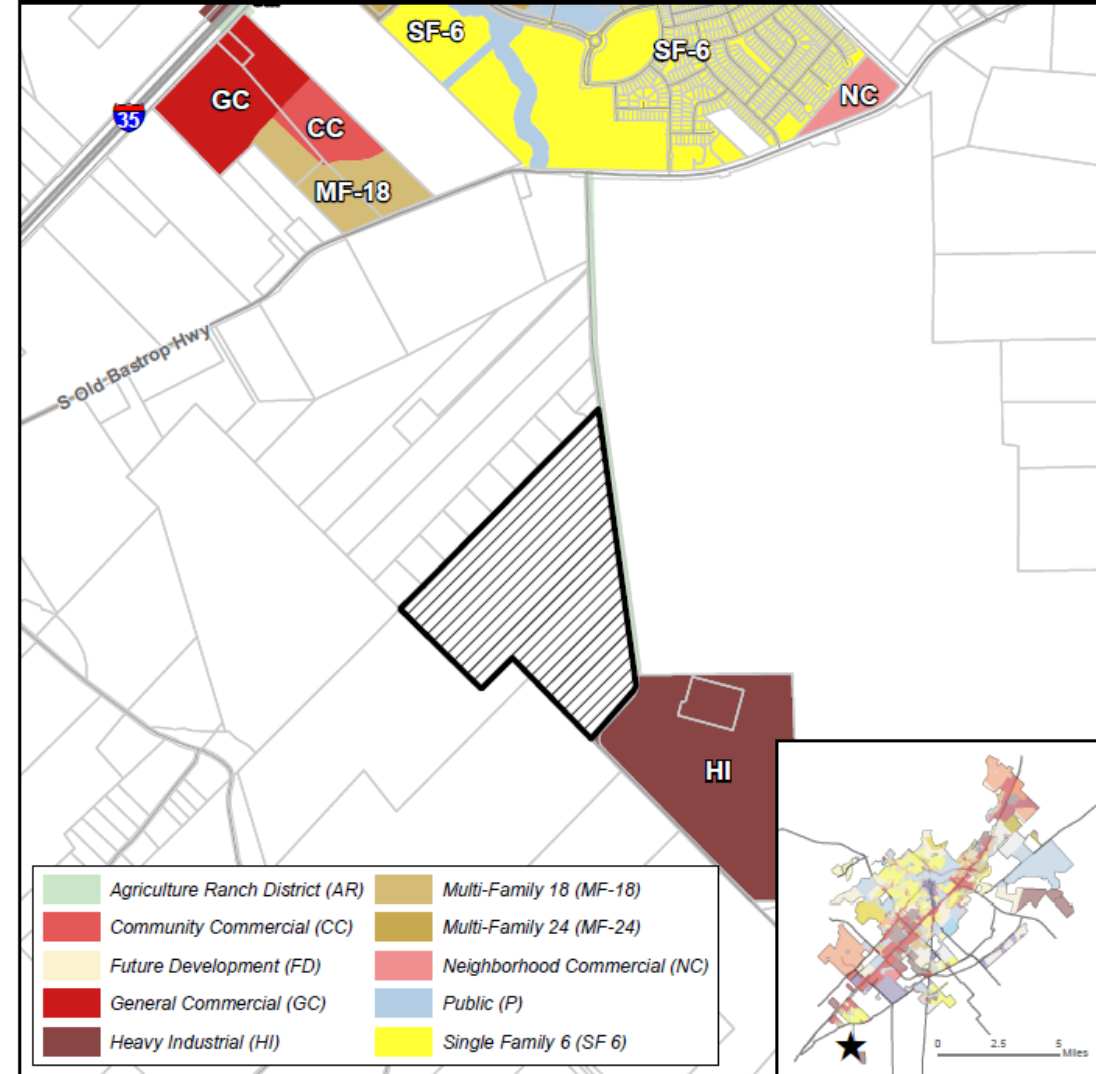 SF-6
SF-6
GC
NC
35
CC
MF-18
S Old Bastrop Hwy
HI
Agriculture Ranch District (AR)
Community Commercial (CC)
Future Development (FD)
General Commercial (GC)
Heavy Industrial (HI)
Multi-Family 18 (MF-18)
Multi-Family 24 (MF-24)
Neighborhood Commercial (NC)
Public (P)
Single Family 6 (SF 6)
0 2.5 5
Miles